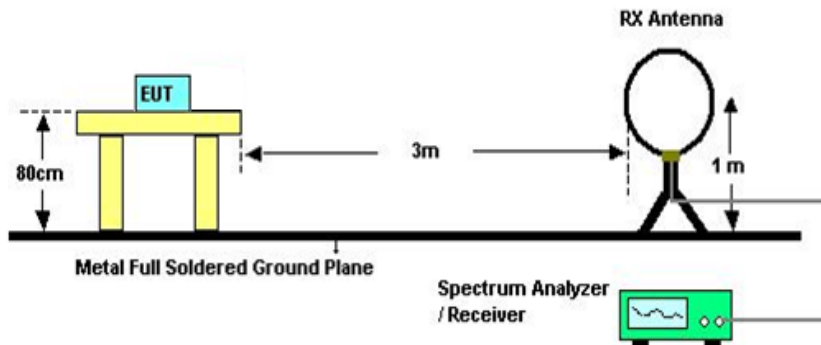 RX Antenna
EUT
80cm
3m
1 m
Metal Full Soldered Ground Plane
Spectrum Analyzer
/ Receiver